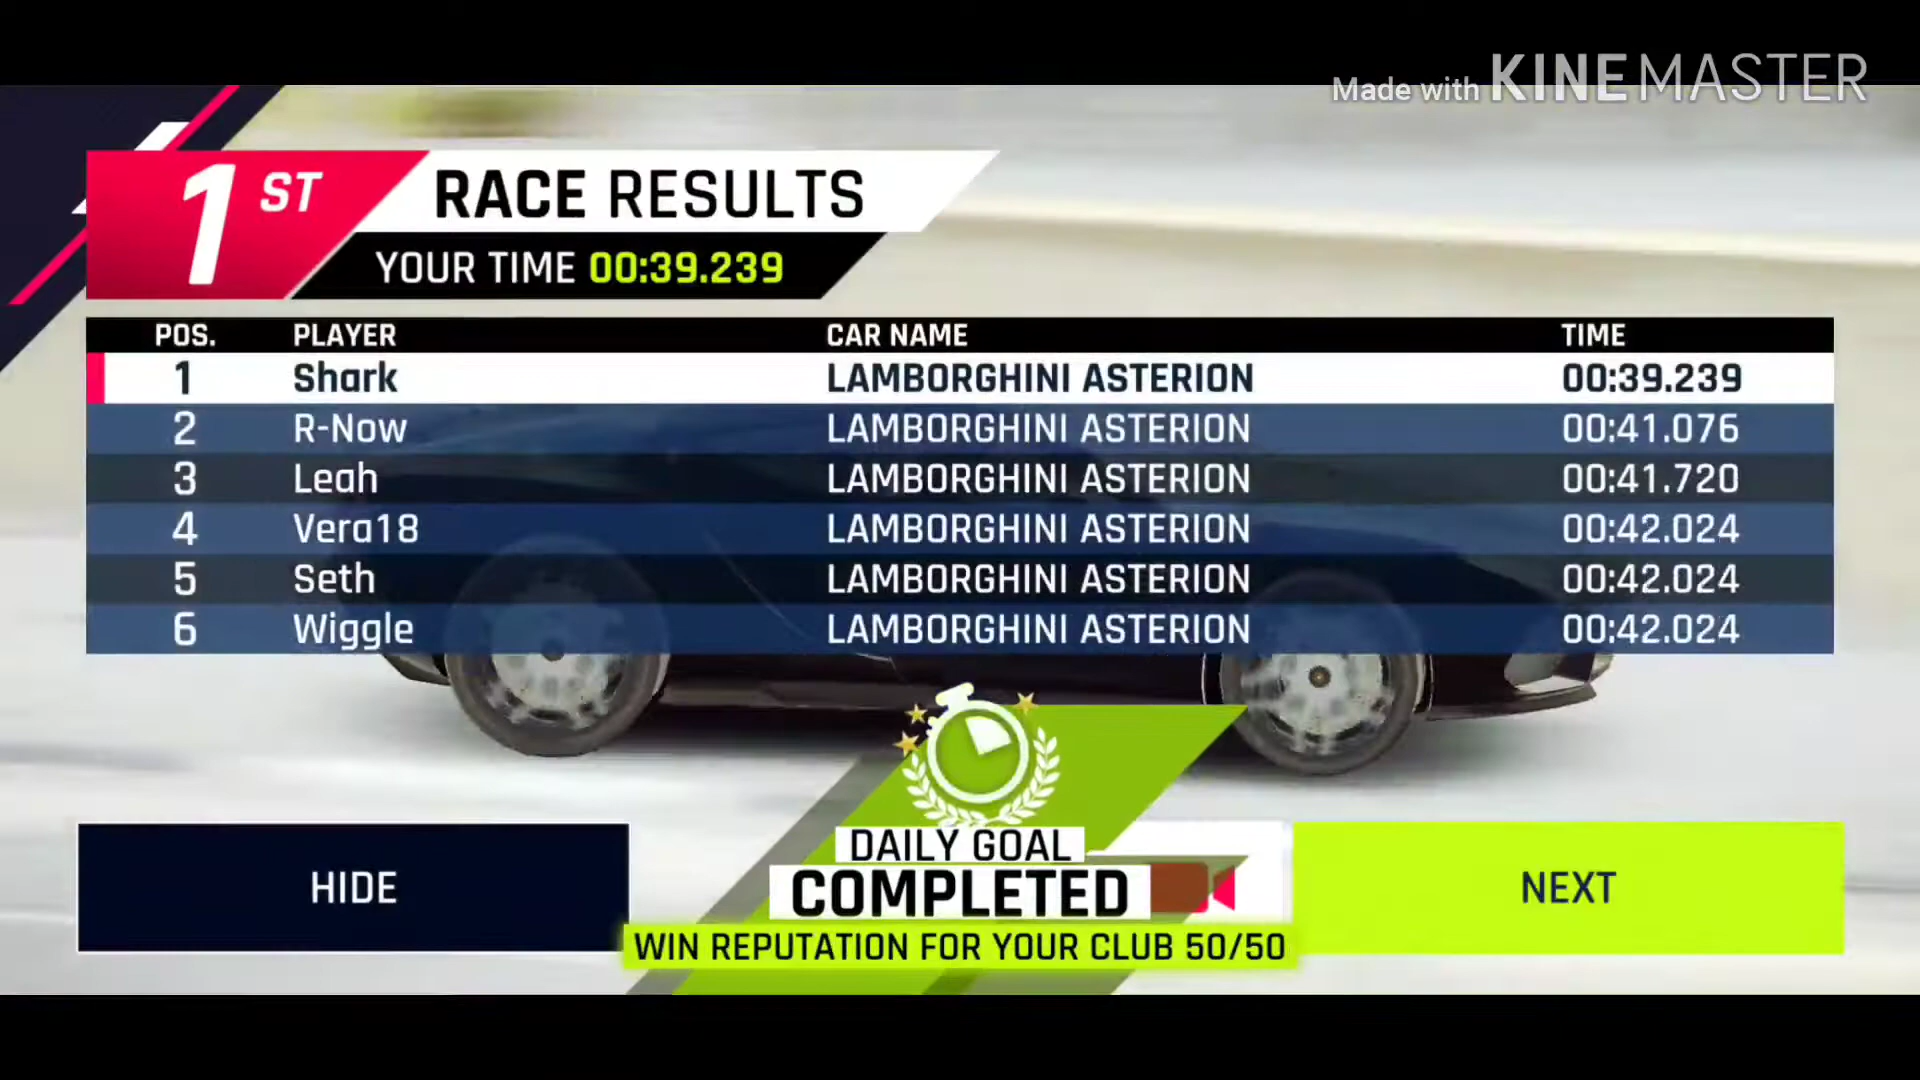 Made with KINEMASTER
1ST RACE RESULTS
YOUR TIME 00:39.239
POS. PLAYER CAR NAME TIME
1 Shark LAMBORGHINI ASTERION 00:39.239
2 R-Now LAMBORGHINI ASTERION 00:41.076
3 Leah LAMBORGHINI ASTERION 00:41.720
4 Vera18 LAMBORGHINI ASTERION 00:42.024
5 Seth LAMBORGHINI ASTERION 00:42.024
6 Wiggle LAMBORGHINI ASTERION 00:42.024
DAILY GOAL
HIDE COMPLETED NEXT
WIN REPUTATION FOR YOUR CLUB 50/50